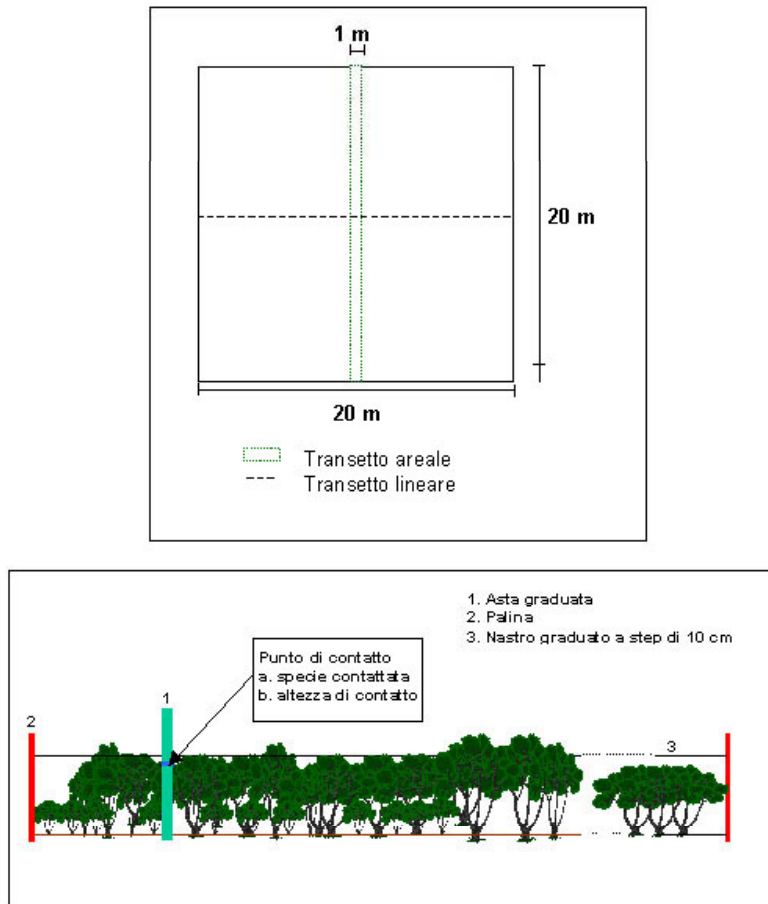 1 m
20 m
20 m
Transetto areale
Transetto lineare
1. Asta graduata
2. Palina
3. Nastro graduato a step di 10 cm
Punto di contatto
a. specie contattata
b. altezza di contatto
1
2
3